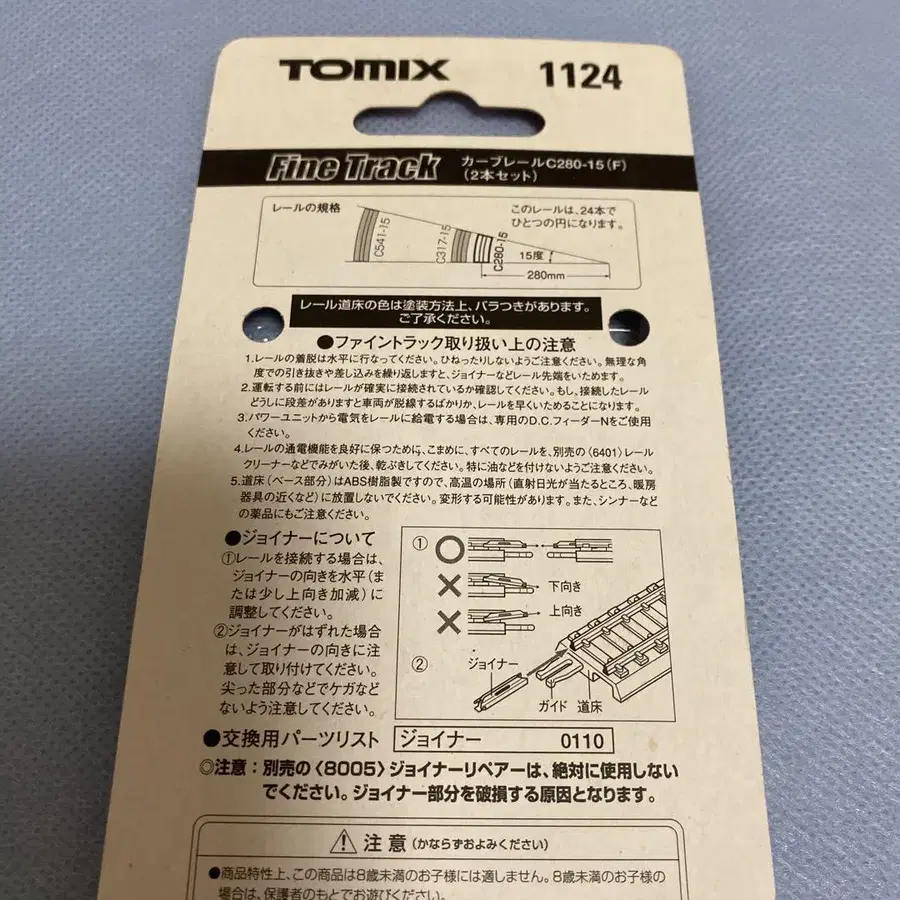 TOMIX 1124
Fine Track カーブレールC280-15(F)
(2本セット)
レールの規格
このレールは、24本で
ひとつの円になります。
C541-15
C317-15
C280-15
15度
280mm
レール道床の色は塗装方法上、バラつきがあります。
ご了承ください。
●ファイントラック取り扱い上の注意
1.レールの着脱は水平に行なってください。ひねったりしないようご注意ください。無理な角
度での引き抜きや差し込みを繰り返しますと、ジョイナーなどレール先端をいためます。
2.運転する前にはレールが確実に接続されているか確認してください。もし、接続したレール
どうしに段差がありますと車両が脱線するばかりか、レールを早くいためることになります。
3.パワーユニットから電気をレールに給電する場合は、専用のD.C.フィーダーNをご使用
ください。
4.レールの通電機能を良好に保つために、こまめに、すべてのレールを、別売の〈6401〉レール
クリーナーなどでみがいた後、乾ぶきしてください。特に油などを付けないようご注意ください。
5.道床(ベース部分)はABS樹脂製ですので、高温の場所(直射日光が当たるところ、暖房
器具の近くなど)に放置しないでください。変形する可能性があります。また、シンナーなど
の薬品にもご注意ください。
●ジョイナーについて
①レールを接続する場合は、
ジョイナーの向きを水平(ま
たは少し上向き加減)に
調整してください。
②ジョイナーがはずれた場合
は、ジョイナーの向きに注
意して取り付けてください。
尖った部分などでケガなど
ないよう注意してください。
①
下向き
上向き
②
ジョイナー
ガイド 道床
●交換用パーツリスト ジョイナー 0110
◎注意：別売の〈8005〉ジョイナーリペアーは、絶対に使用しない
でください。ジョイナー部分を破損する原因となります。
注意(かならずおよみください)
●商品特性上、この商品は8歳未満のお子様には適しません。8歳未満のお子様の
場合は、保護者のもとでお遊びください。